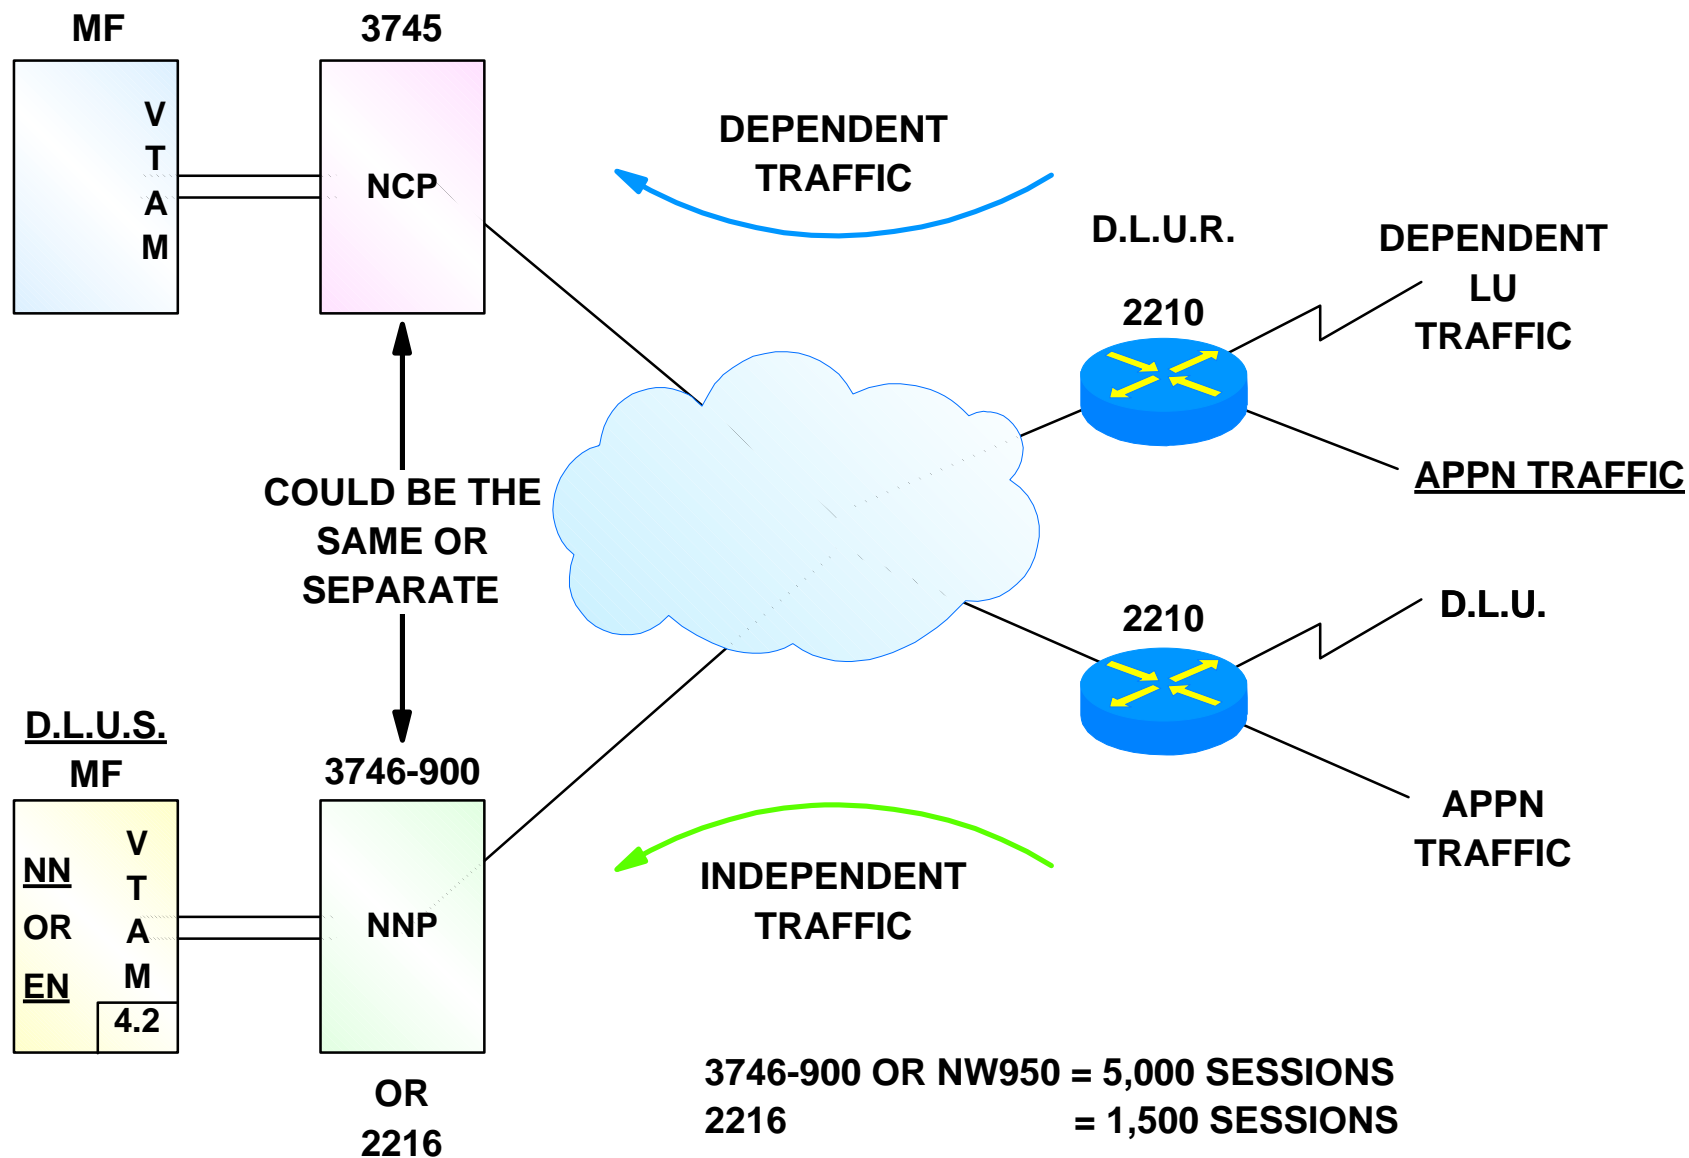 MF
3745
V
T
A
M
NCP
DEPENDENT
TRAFFIC
D.L.U.R.
2210
DEPENDENT
LU
TRAFFIC
APPN TRAFFIC
COULD BE THE
SAME OR
SEPARATE
2210
D.L.U.
APPN
TRAFFIC
D.L.U.S.
MF
3746-900
NN
OR
EN
V
T
A
M
4.2
NNP
OR
2216
INDEPENDENT
TRAFFIC
3746-900 OR NW950 = 5,000 SESSIONS
2216 = 1,500 SESSIONS